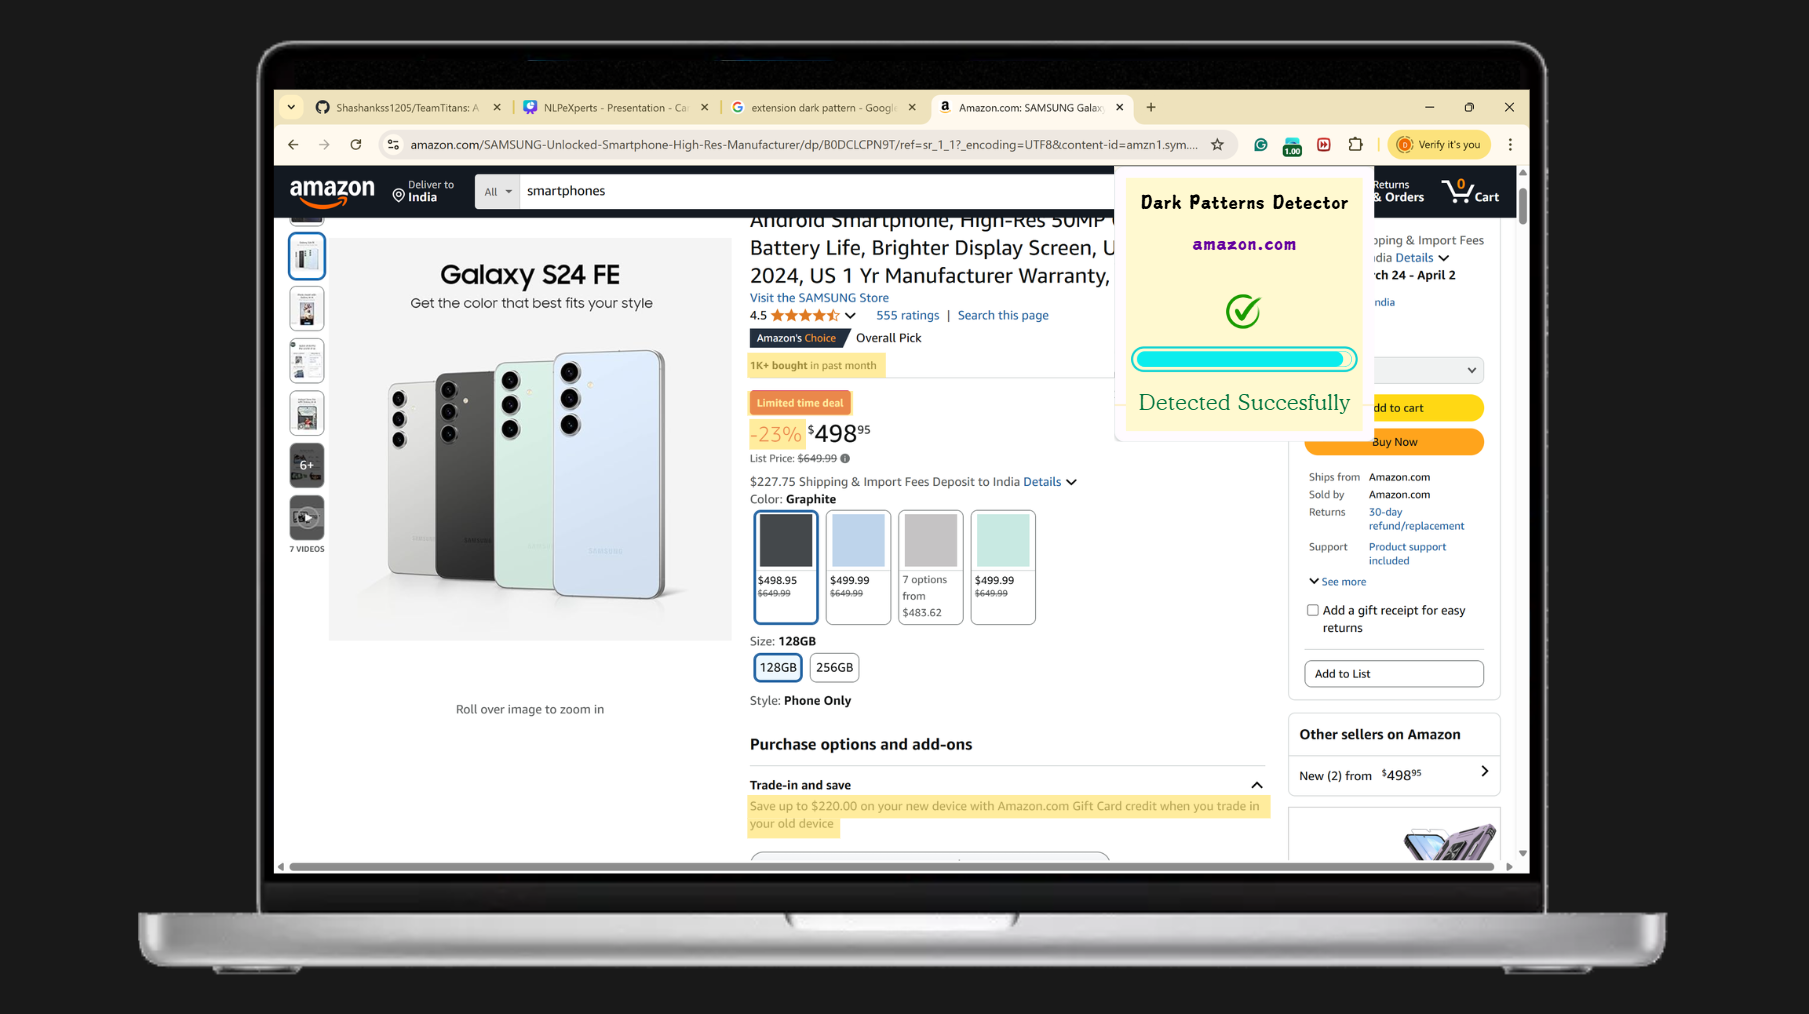 Shashankss1205/TeamTitans: A
NLPeXperts - Presentation - Ca
extension dark pattern - Googl
Amazon.com: SAMSUNG Galax
amazon.com/SAMSUNG-Unlocked-Smartphone-High-Res-Manufacturer/dp/B0DCLCPN9T/ref=sr_1_1?_encoding=UTF8&content-id=amzn1.sym....
1.00
Verify it's you
amazon
Deliver to
India
All
smartphones
Returns
& Orders
0
Cart
Dark Patterns Detector
amazon.com
Detected Succesfully
6+
7 VIDEOS
Galaxy S24 FE
Get the color that best fits your style
SAMSUNG
Roll over image to zoom in
Android Smartphone, High-Res 50MP
Battery Life, Brighter Display Screen, U
2024, US 1 Yr Manufacturer Warranty,
Visit the SAMSUNG Store
4.5
555 ratings | Search this page
Amazon's Choice
Overall Pick
1K+ bought in past month
Limited time deal
-23% $498 95
List Price: $649.99
$227.75 Shipping & Import Fees Deposit to India Details
Color: Graphite
$498.95
$649.99
$499.99
$649.99
7 options
from
$483.62
$499.99
$649.99
Size: 128GB
128GB
256GB
Style: Phone Only
Purchase options and add-ons
Trade-in and save
Save up to $220.00 on your new device with Amazon.com Gift Card credit when you trade in
your old device
pping & Import Fees
dia Details
rch 24 - April 2
ndia
dd to cart
Buy Now
Ships from Amazon.com
Sold by Amazon.com
Returns 30-day
refund/replacement
Support Product support
included
See more
Add a gift receipt for easy
returns
Add to List
Other sellers on Amazon
New (2) from $498 95